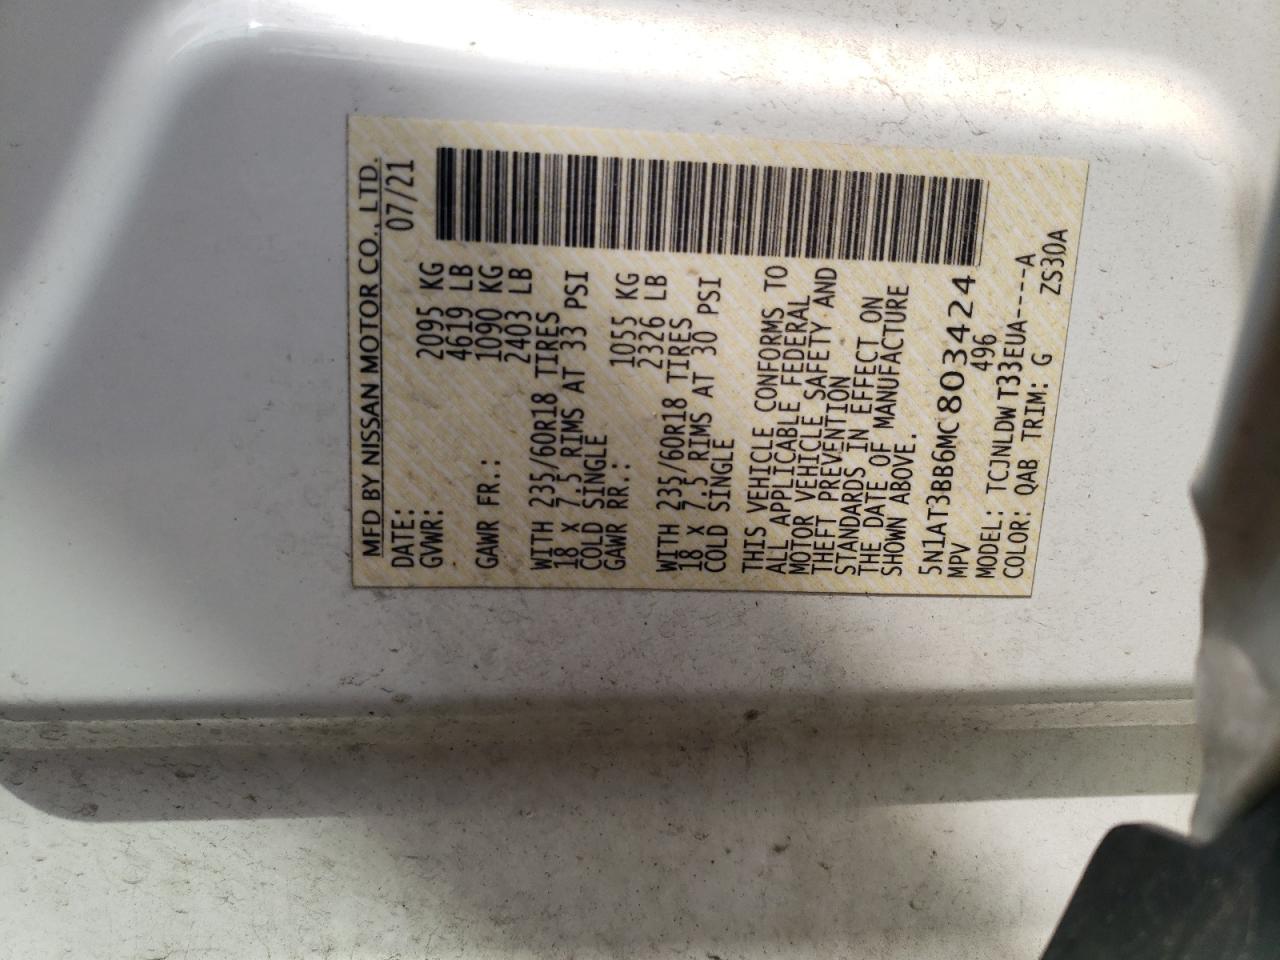 MFD BY NISSAN MOTOR CO., LTD.
DATE: 07/21
GVWR: 2095 KG
4619 LB
GAWR FR.: 1090 KG
2403 LB
WITH 235/60R18 TIRES
18 x 7.5 RIMS AT 33 PSI
COLD SINGLE
GAWR RR.: 1055 KG
2326 LB
WITH 235/60R18 TIRES
18 x 7.5 RIMS AT 30 PSI
COLD SINGLE
THIS VEHICLE CONFORMS TO
ALL APPLICABLE FEDERAL
MOTOR VEHICLE SAFETY AND
THEFT PREVENTION
STANDARDS IN EFFECT ON
THE DATE OF MANUFACTURE
SHOWN ABOVE.
5N1AT3BB6MC803424
MPV 496
MODEL: TCJNLDW T33EUA----A
COLOR: QAB TRIM: G ZS30A